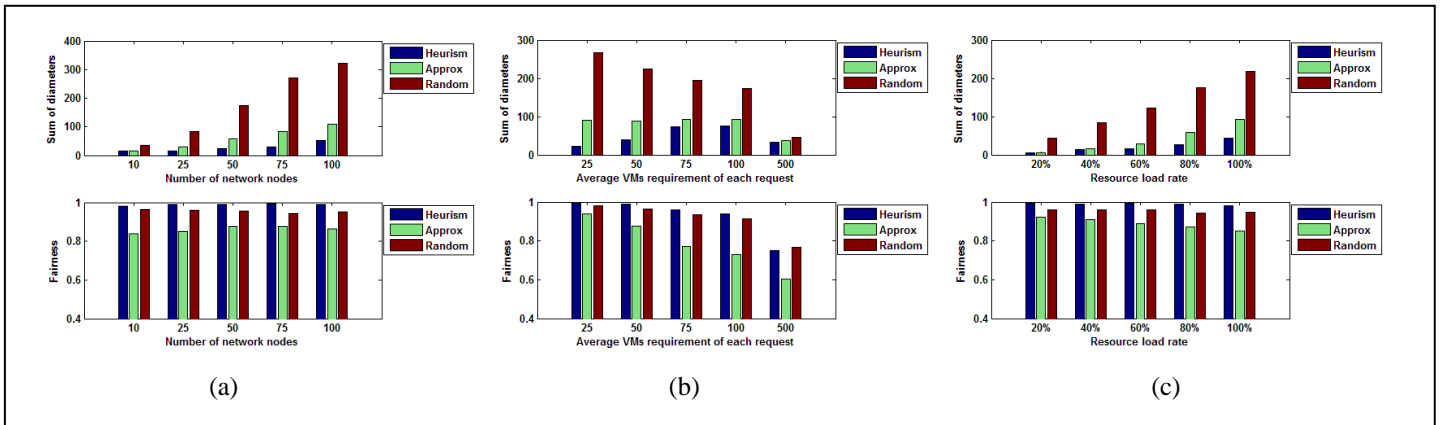 400
300
200
100
0
Sum of diameters
10 25 50 75 100
Number of network nodes
Heurism
Approx
Random
1
0.8
0.6
0.4
Fairness
10 25 50 75 100
Number of network nodes
Heurism
Approx
Random
(a)
300
200
100
0
Sum of diameters
25 50 75 100 500
Average VMs requirement of each request
Heurism
Approx
Random
1
0.8
0.6
0.4
Fairness
25 50 75 100 500
Average VMs requirement of each request
Heurism
Approx
Random
(b)
300
200
100
0
Sum of diameters
20% 40% 60% 80% 100%
Resource load rate
Heurism
Approx
Random
1
0.8
0.6
0.4
Fairness
20% 40% 60% 80% 100%
Resource load rate
Heurism
Approx
Random
(c)